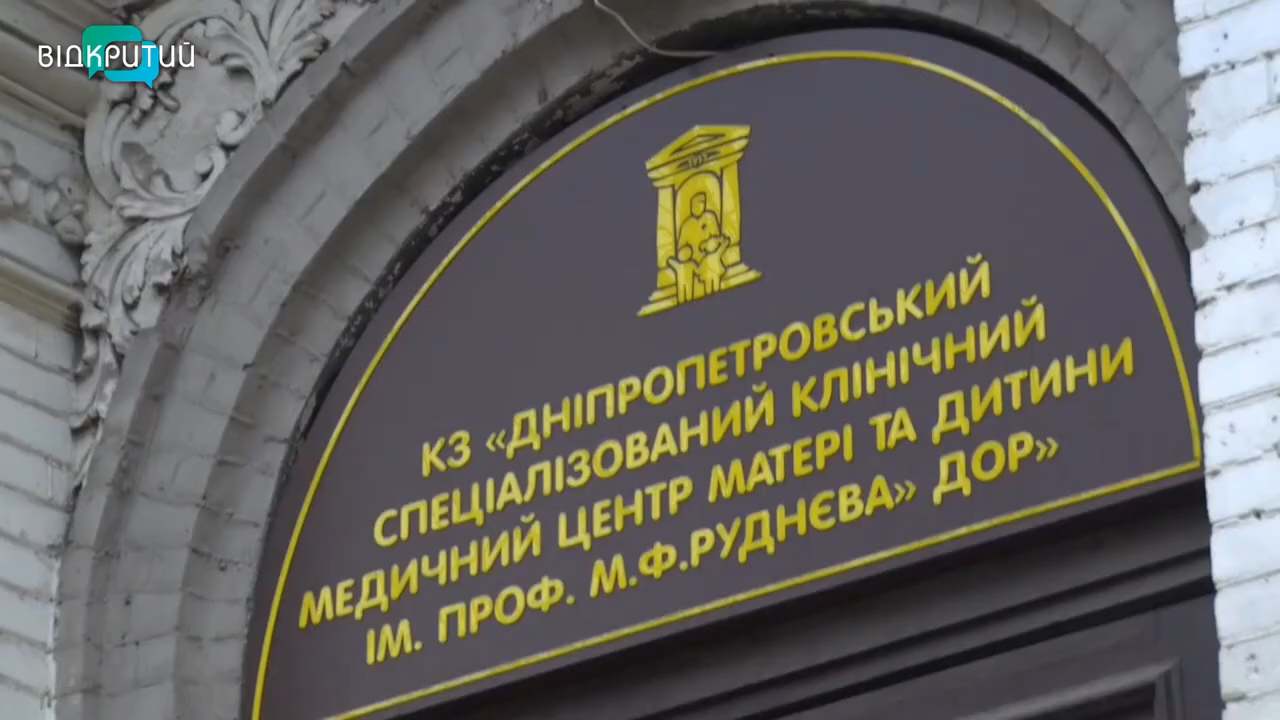 ВІДКРИТИЙ
КЗ «ДНІПРОПЕТРОВСЬКИЙ
СПЕЦІАЛІЗОВАНИЙ КЛІНІЧНИЙ
МЕДИЧНИЙ ЦЕНТР МАТЕРІ ТА ДИТИНИ
ІМ. ПРОФ. М.Ф.РУДНЄВА» ДОР»